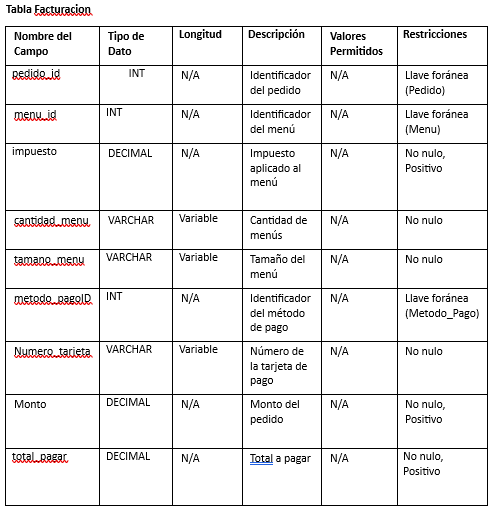 Tabla Facturacion
Nombre del Campo | Tipo de Dato | Longitud | Descripción | Valores Permitidos | Restricciones
pedido_id | INT | N/A | Identificador del pedido | N/A | Llave foránea (Pedido)
menu_id | INT | N/A | Identificador del menú | N/A | Llave foránea (Menu)
impuesto | DECIMAL | N/A | Impuesto aplicado al menú | N/A | No nulo, Positivo
cantidad_menu | VARCHAR | Variable | Cantidad de menús | N/A | No nulo
tamano_menu | VARCHAR | Variable | Tamaño del menú | N/A | No nulo
metodo_pagoID | INT | N/A | Identificador del método de pago | N/A | Llave foránea (Metodo_Pago)
Numero_tarjeta | VARCHAR | Variable | Número de la tarjeta de pago | N/A | No nulo
Monto | DECIMAL | N/A | Monto del pedido | N/A | No nulo, Positivo
total_pagar | DECIMAL | N/A | Total a pagar | N/A | No nulo, Positivo